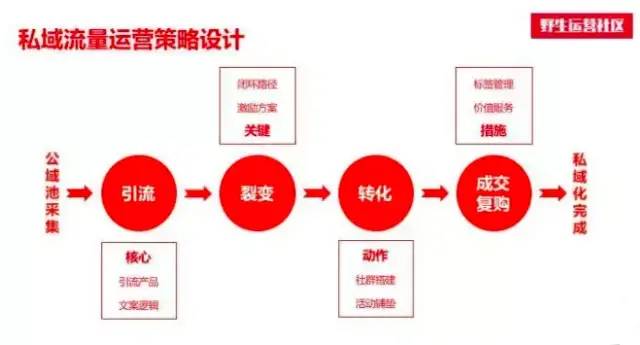 私域流量运营策略设计
野生运营社区
闭环路径
激励方案
关键
标签管理
价值服务
措施
公域池采集
引流
裂变
转化
成交
复购
私域化完成
核心
引流产品
文案逻辑
动作
社群搭建
活动铺垫